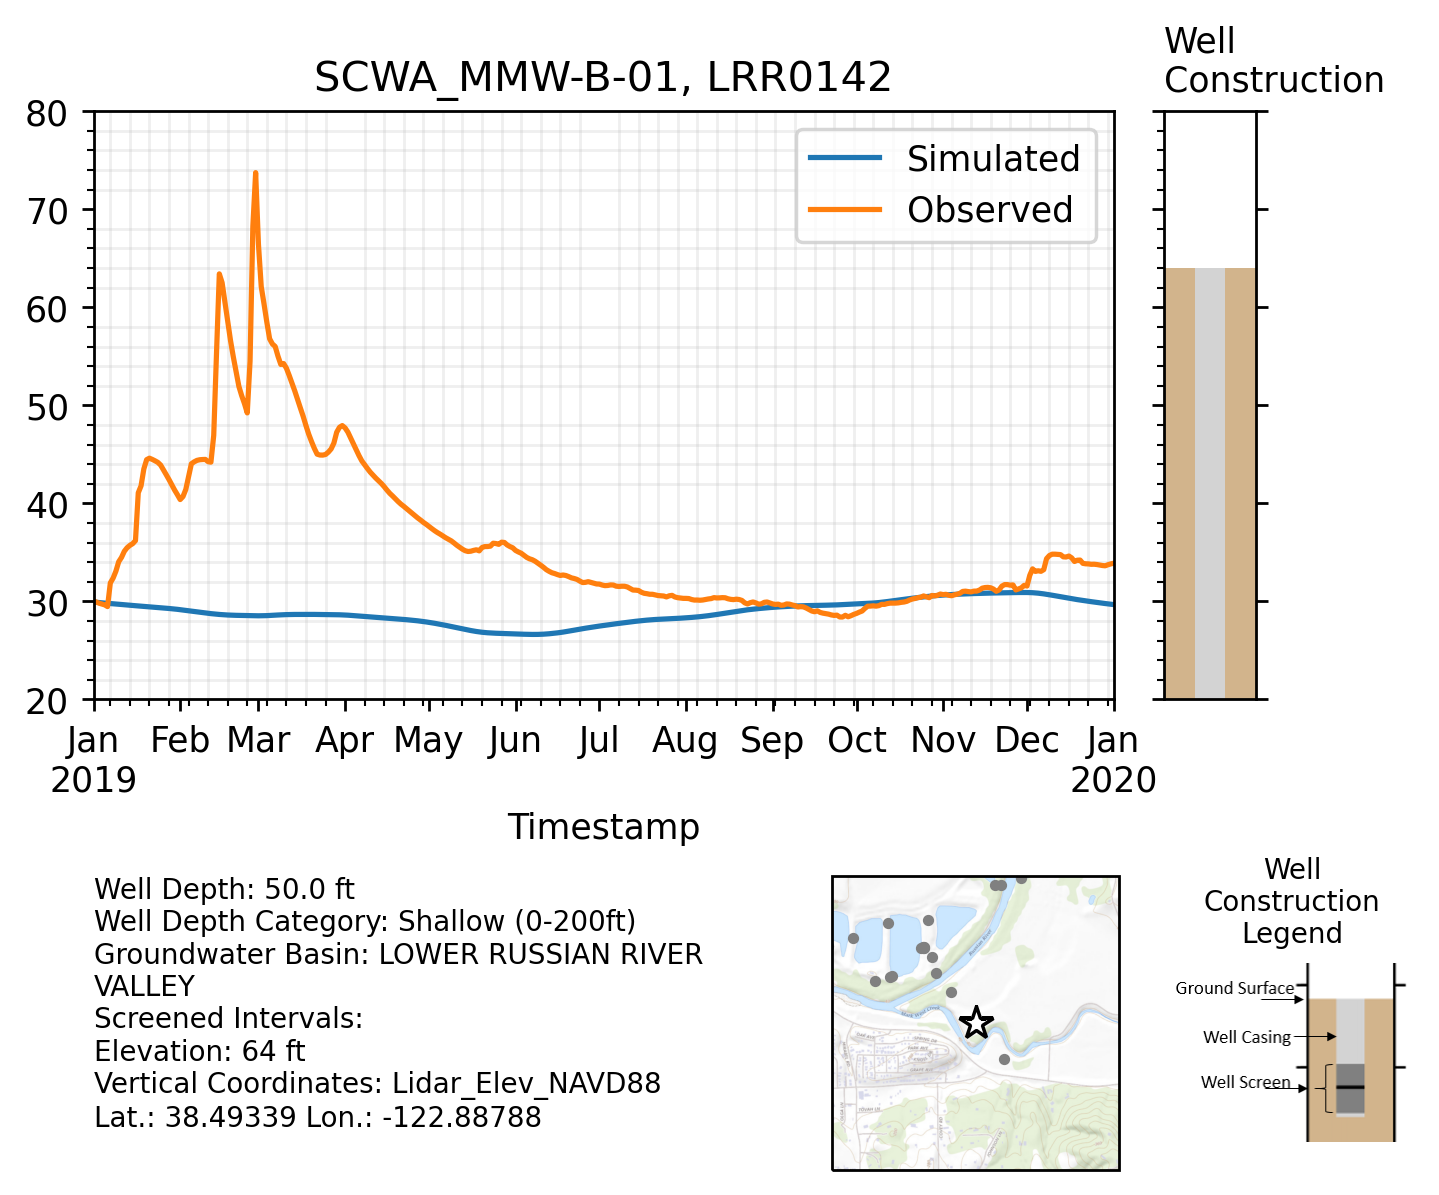 Well
Construction
SCWA_MMW-B-01, LRR0142
80
70
60
50
40
30
20
Simulated
Observed
Jan
2019
Feb
Mar
Apr
May
Jun
Jul
Aug
Sep
Oct
Nov
Dec
Jan
2020
Timestamp
Well Depth: 50.0 ft
Well Depth Category: Shallow (0-200ft)
Groundwater Basin: LOWER RUSSIAN RIVER
VALLEY
Screened Intervals:
Elevation: 64 ft
Vertical Coordinates: Lidar_Elev_NAVD88
Lat.: 38.49339 Lon.: -122.88788
Well
Construction
Legend
Ground Surface
Well Casing
Well Screen